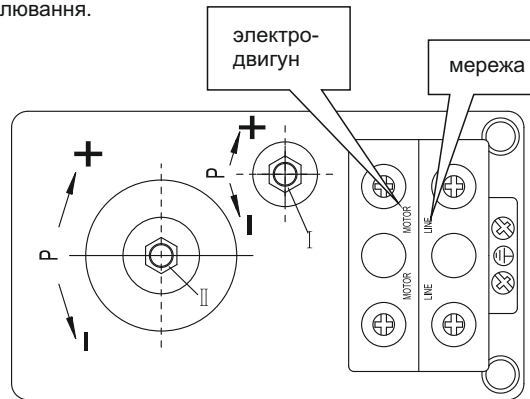 лювання.
электро-
двигун
мережа
+
+
P
P
I
MOTOR
LINE
II
MOTOR
LINE